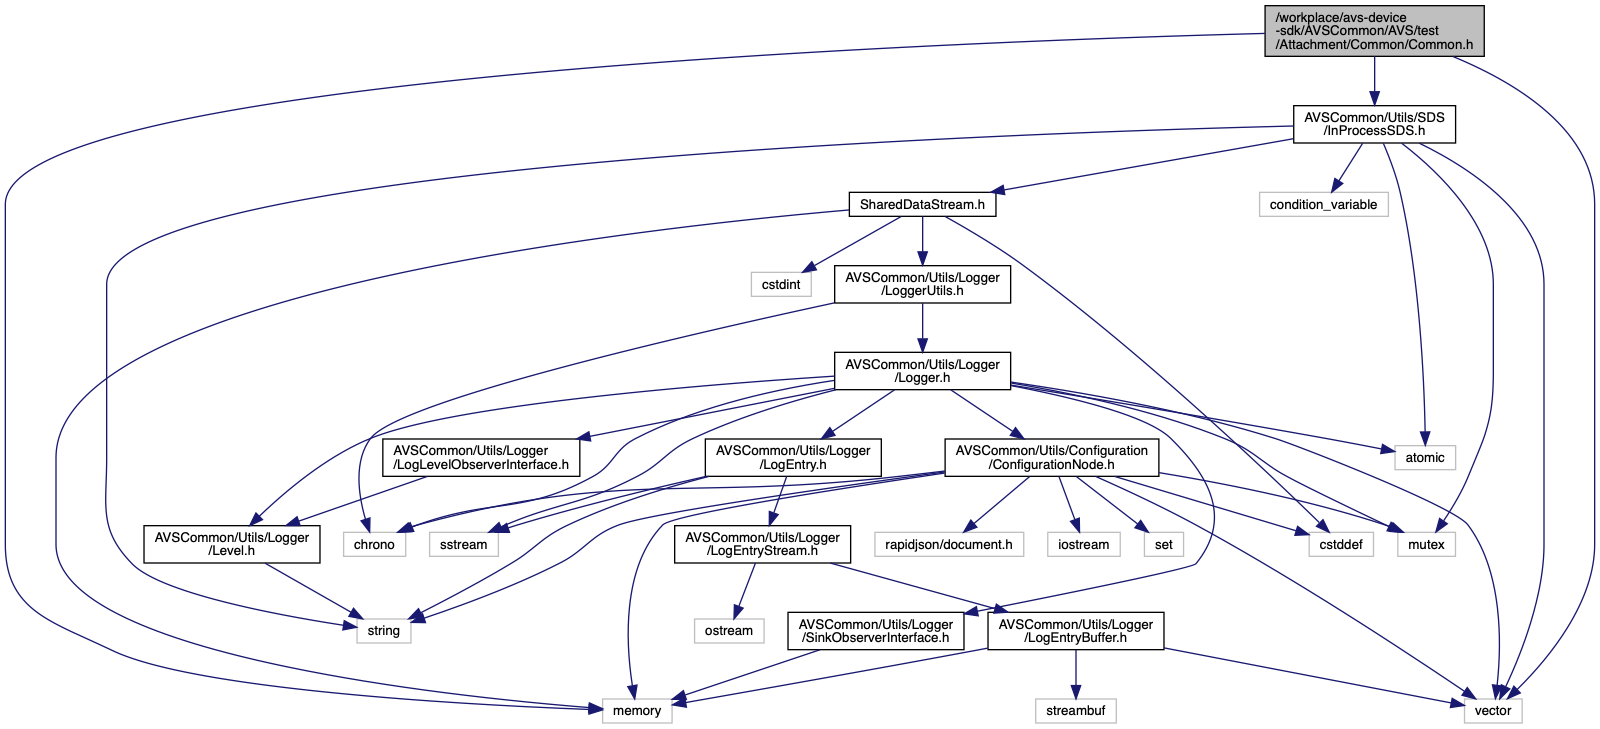 /workplace/avs-device
-sdk/AVSCommon/AVS/test
/Attachment/Common/Common.h
AVSCommon/Utils/SDS
/InProcessSDS.h
SharedDataStream.h
condition_variable
cstdint
AVSCommon/Utils/Logger
/LoggerUtils.h
AVSCommon/Utils/Logger
/Logger.h
AVSCommon/Utils/Logger
/LogLevelObserverInterface.h
AVSCommon/Utils/Logger
/LogEntry.h
AVSCommon/Utils/Configuration
/ConfigurationNode.h
atomic
AVSCommon/Utils/Logger
/Level.h
chrono
sstream
AVSCommon/Utils/Logger
/LogEntryStream.h
rapidjson/document.h
iostream
set
cstddef
mutex
string
ostream
AVSCommon/Utils/Logger
/SinkObserverInterface.h
AVSCommon/Utils/Logger
/LogEntryBuffer.h
memory
streambuf
vector